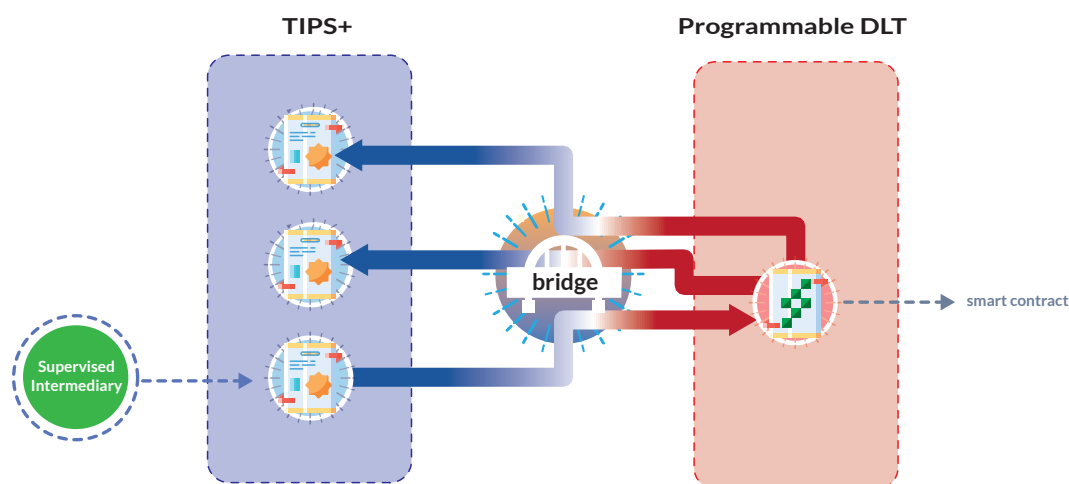 TIPS+
Programmable DLT
bridge
smart contract
Supervised
Intermediary